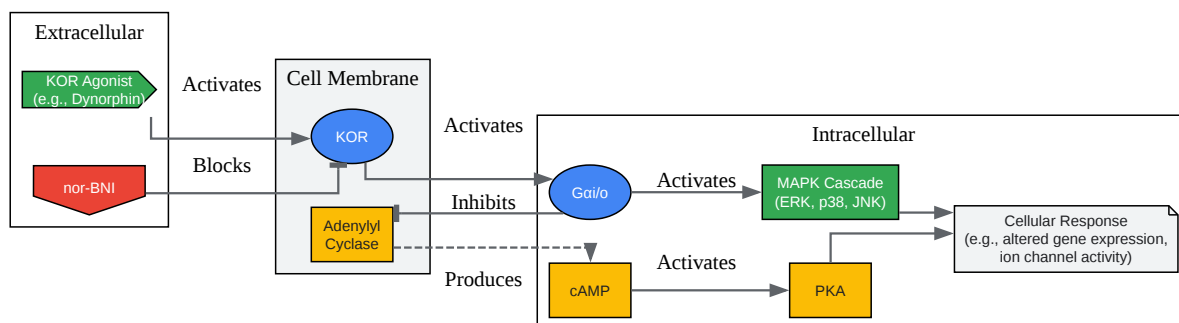 Extracellular
KOR Agonist
(e.g., Dynorphin)
Activates
nor-BNI
Blocks
Cell Membrane
KOR
Adenylyl
Cyclase
Activates
Inhibits
Produces
Intracellular
Gαi/o
Activates
MAPK Cascade
(ERK, p38, JNK)
cAMP
Activates
PKA
Cellular Response
(e.g., altered gene expression,
ion channel activity)